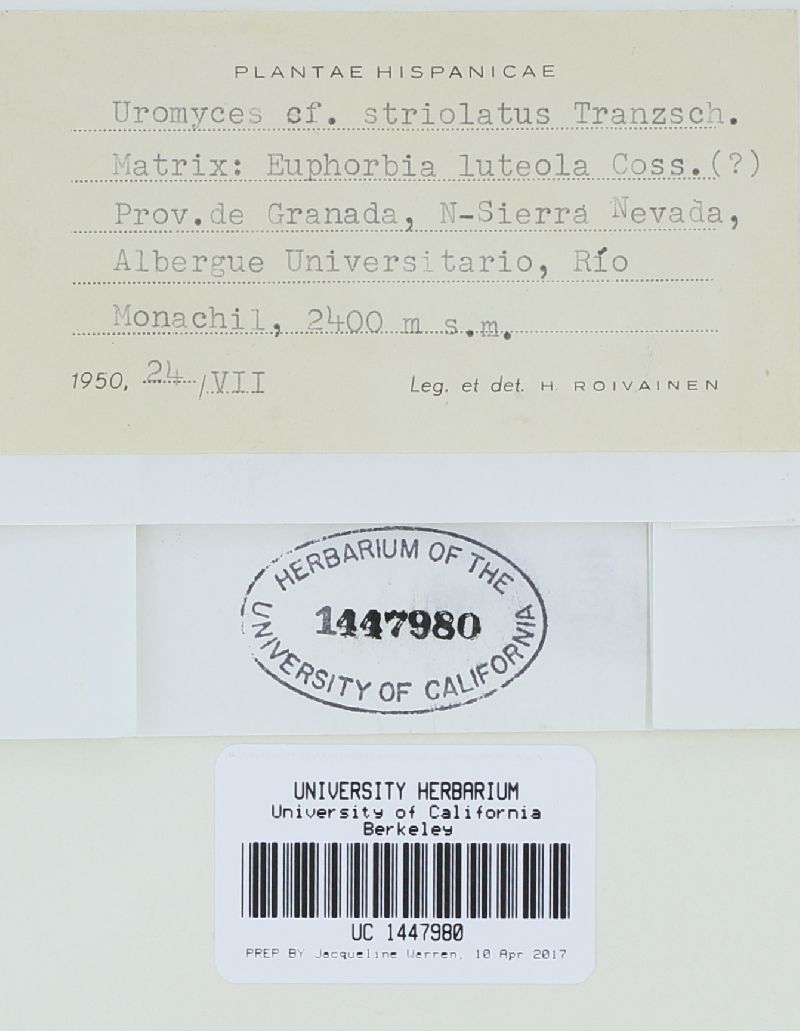 PLANTAE HISPANICAE
Uromyces cf. striolatus Tranzsch.
Matrix: Euphorbia luteola Coss.(?)
Prov.de Granada, N-Sierra Nevada,
Albergue Universitario, Río
Monachil, 2400 m s.m.
1950, 24/VII Leg. et det. H. ROIVAINEN
HERBARIUM OF THE
1447980
UNIVERSITY OF CALIFORNIA
UNIVERSITY HERBARIUM
University of California
Berkeley
UC 1447980
PREP BY Jacqueline Warren, 10 Apr 2017